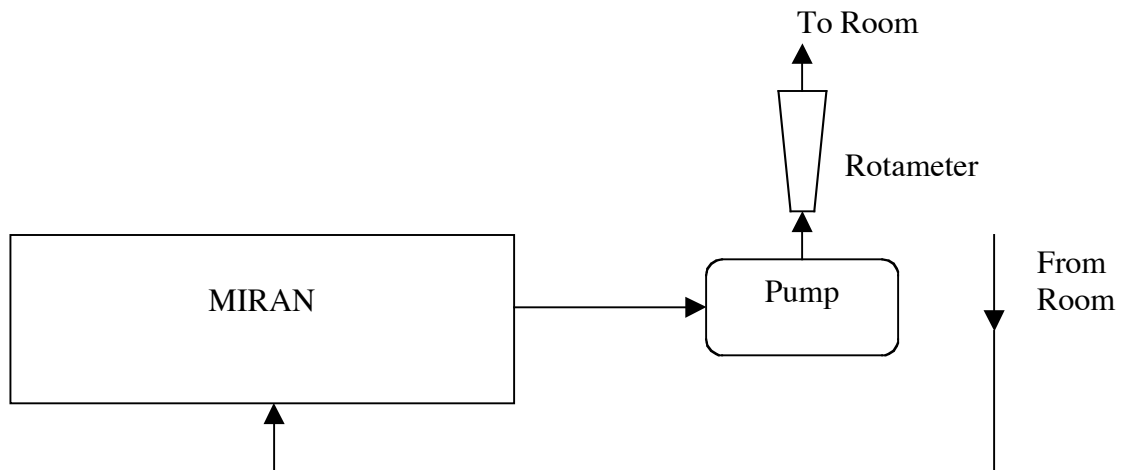 To Room
Rotameter
MIRAN
Pump
From
Room